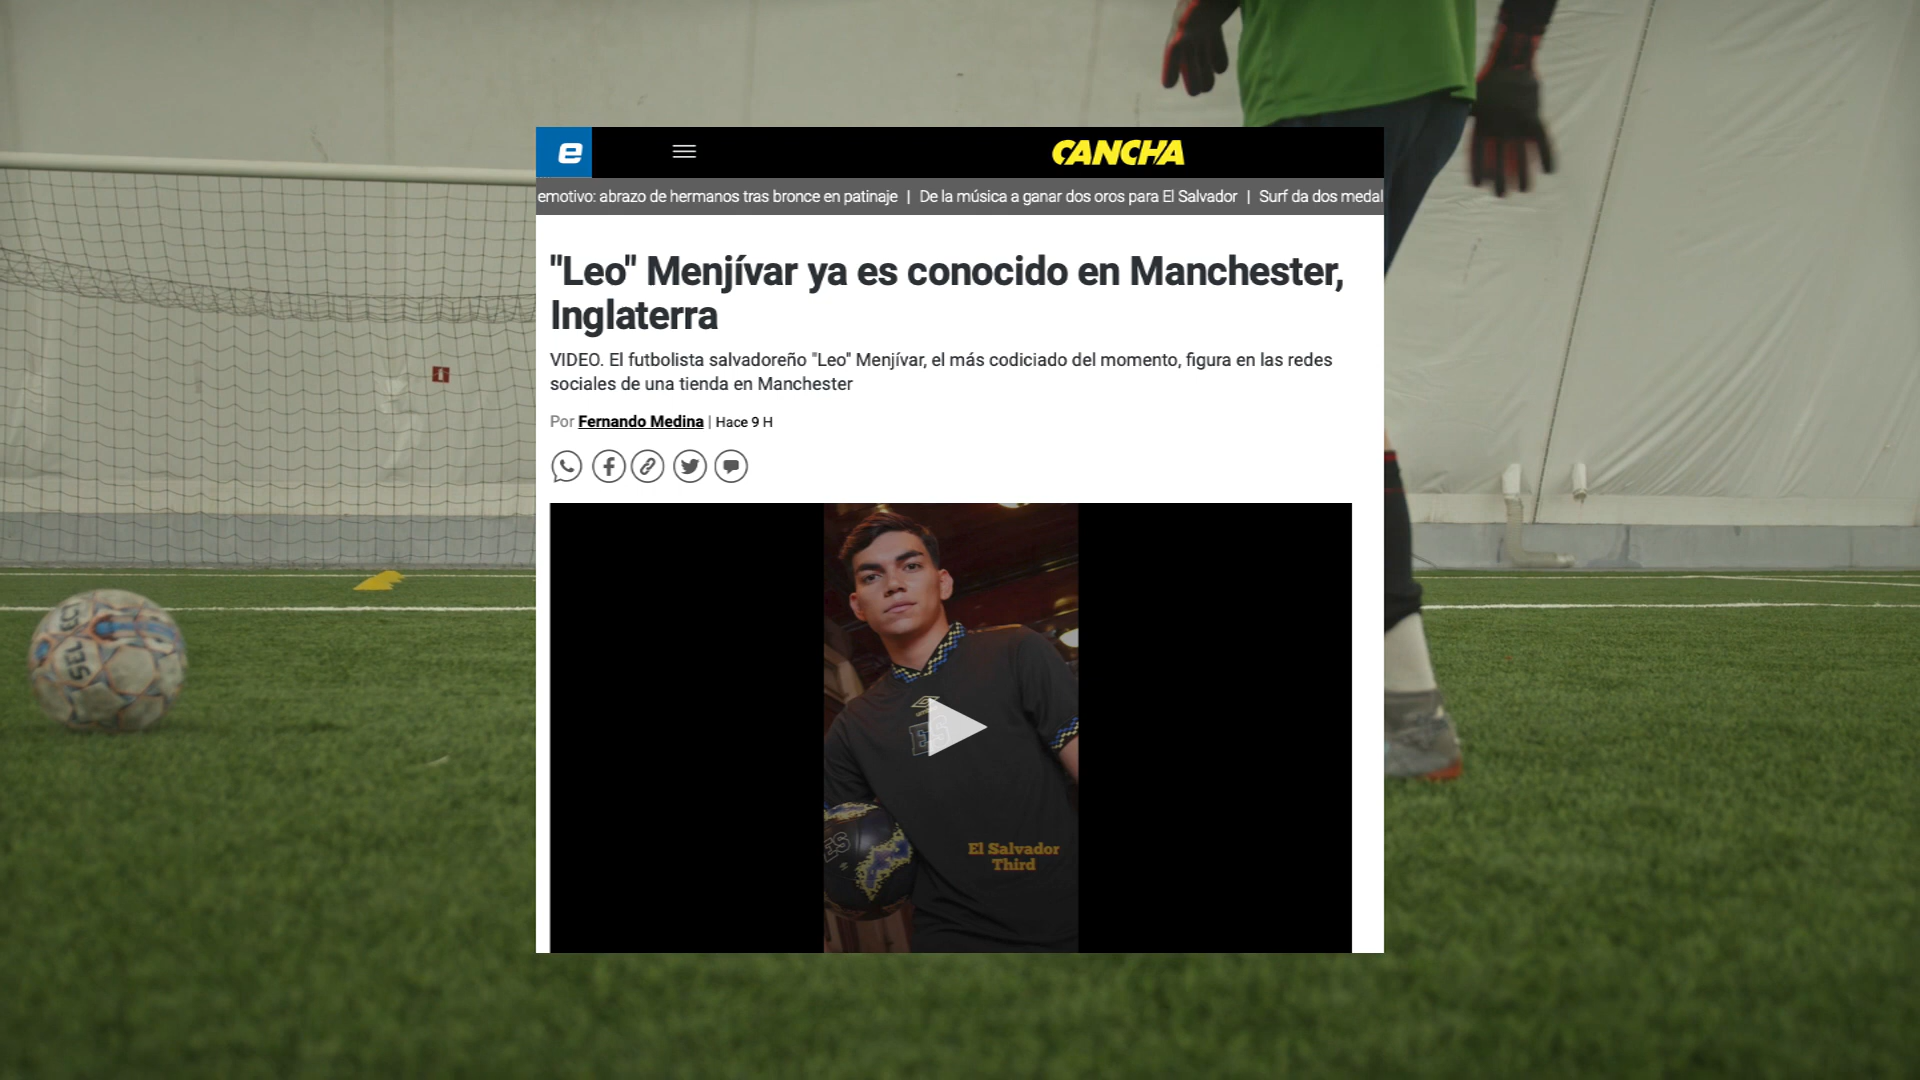 e
CANCHA
emotivo: abrazo de hermanos tras bronce en patinaje | De la música a ganar dos oros para El Salvador | Surf da dos medal
"Leo" Menjívar ya es conocido en Manchester,
Inglaterra
VIDEO. El futbolista salvadoreño "Leo" Menjívar, el más codiciado del momento, figura en las redes
sociales de una tienda en Manchester
Por Fernando Medina | Hace 9 H
ES
ES
El Salvador
Third